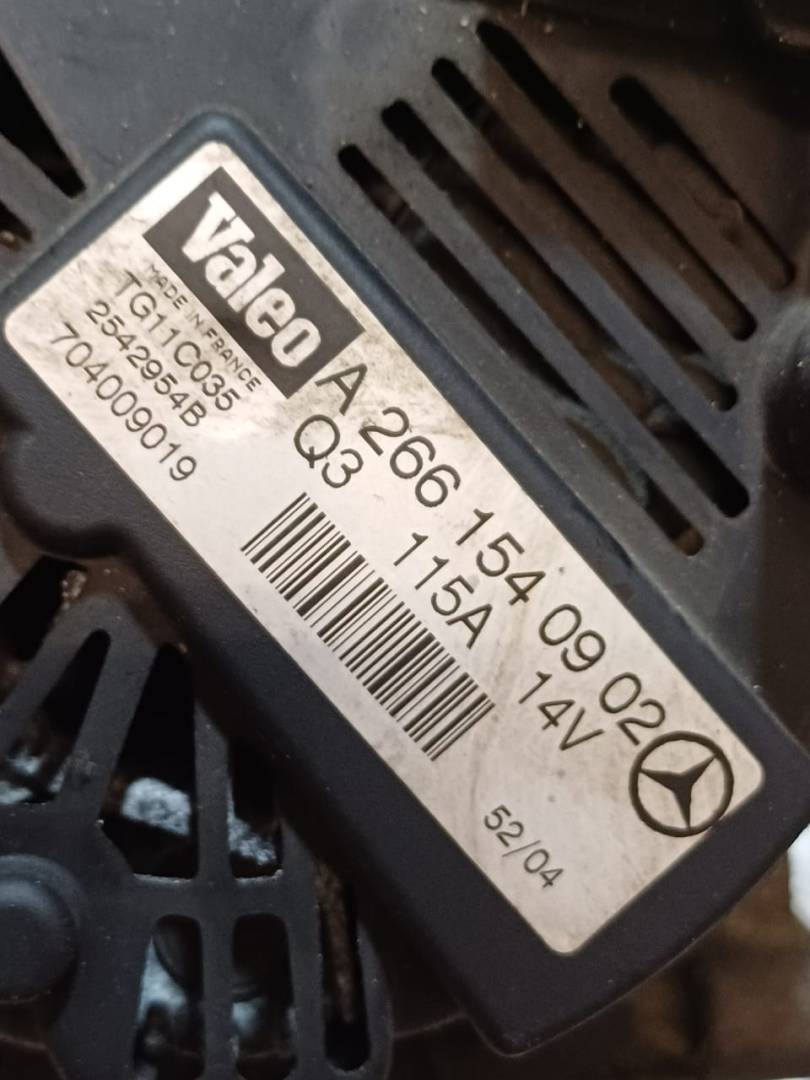 Valeo
MADE IN FRANCE
TG11C035
2542954B
704009019
A 266 154 09 02
Q3 115A 14V
52/04